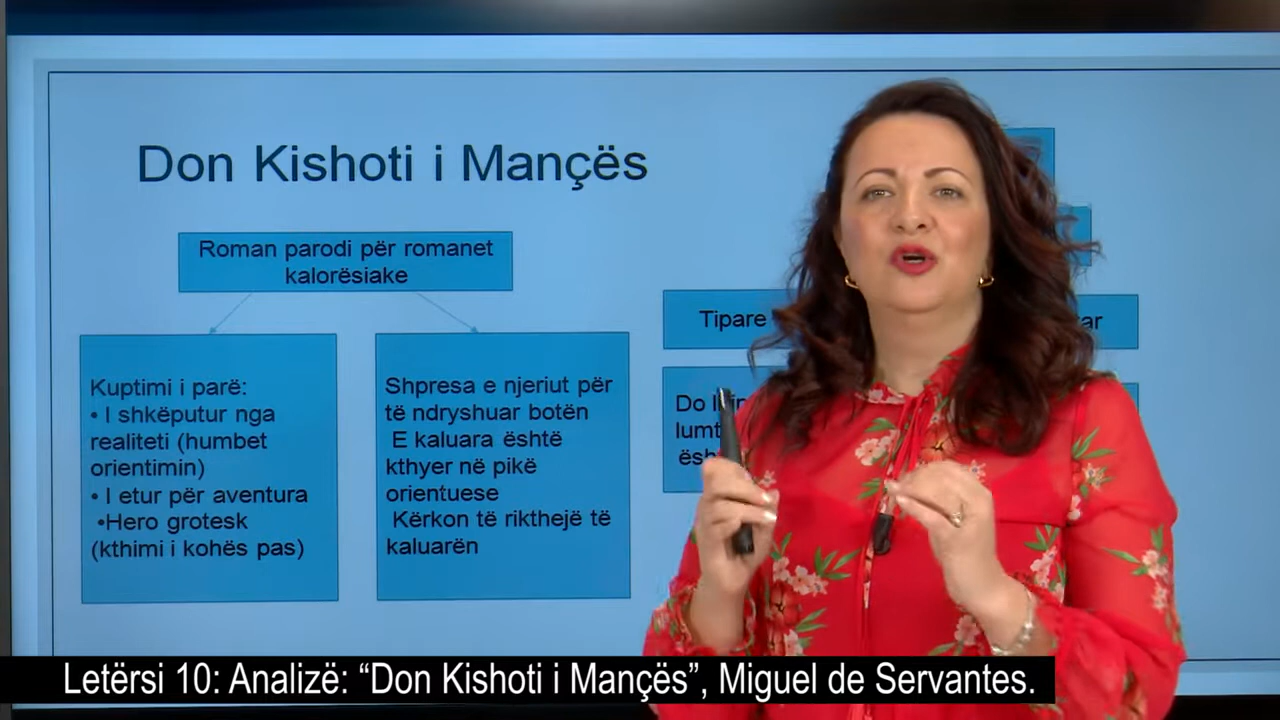 Don Kishoti i Mançës
Roman parodi për romanet
kalorësiake
Kuptimi i parë:
• I shkëputur nga
realiteti (humbet
orientimin)
• I etur për aventura
•Hero grotesk
(kthimi i kohës pas)
Shpresa e njeriut për
të ndryshuar botën
E kaluara është
kthyer në pikë
orientuese
Kërkon të rikthejë të
kaluarën
Tipare
Do
Letërsi 10: Analizë: “Don Kishoti i Mançës”, Miguel de Servantes.